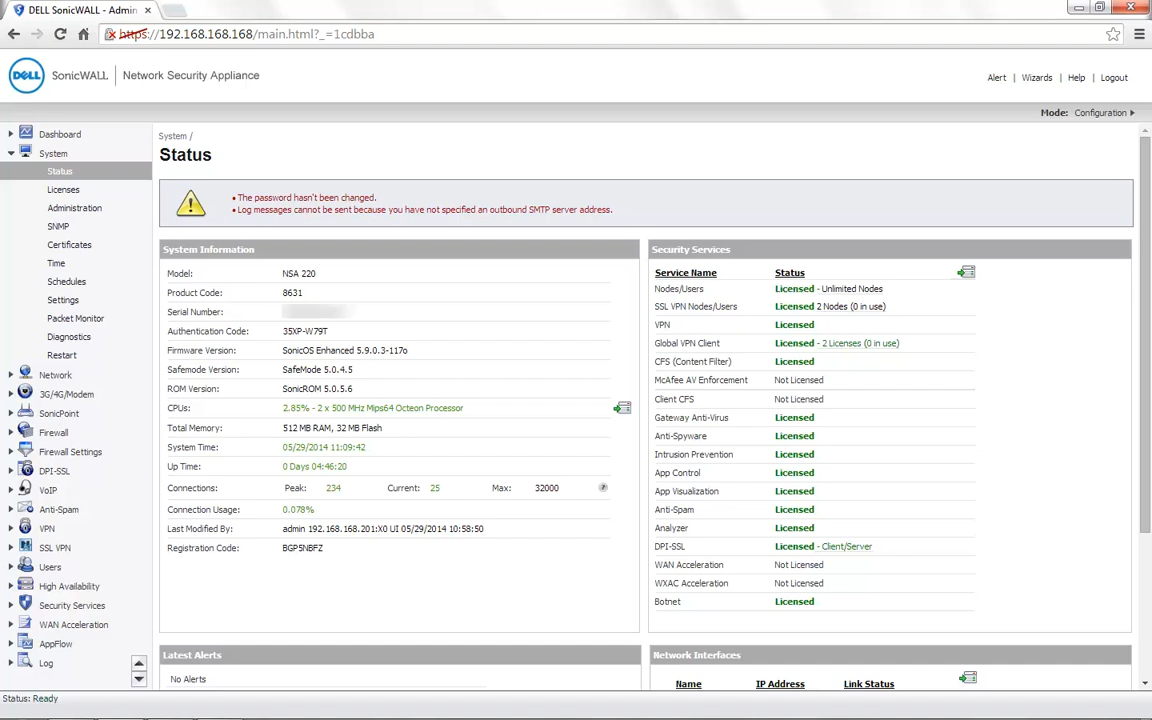 DELL SonicWALL - Admin
https://192.168.168.168/main.html?_=1cdbba
DELL SonicWALL | Network Security Appliance
Alert | Wizards | Help | Logout
Mode: Configuration
Dashboard
System
Status
Licenses
Administration
SNMP
Certificates
Time
Schedules
Settings
Packet Monitor
Diagnostics
Restart
Network
3G/4G/Modem
SonicPoint
Firewall
Firewall Settings
DPI-SSL
VoIP
Anti-Spam
VPN
SSL VPN
Users
High Availability
Security Services
WAN Acceleration
AppFlow
Log
System /
Status
• The password hasn't been changed.
• Log messages cannot be sent because you have not specified an outbound SMTP server address.
System Information
Model: NSA 220
Product Code: 8631
Serial Number:
Authentication Code: 35XP-W79T
Firmware Version: SonicOS Enhanced 5.9.0.3-117o
Safemode Version: SafeMode 5.0.4.5
ROM Version: SonicROM 5.0.5.6
CPUs: 2.85% - 2 x 500 MHz Mips64 Octeon Processor
Total Memory: 512 MB RAM, 32 MB Flash
System Time: 05/29/2014 11:09:42
Up Time: 0 Days 04:46:20
Connections: Peak: 234 Current: 25 Max: 32000
Connection Usage: 0.078%
Last Modified By: admin 192.168.168.201:X0 UI 05/29/2014 10:58:50
Registration Code: BGP5NBFZ
Security Services
Service Name Status
Nodes/Users Licensed - Unlimited Nodes
SSL VPN Nodes/Users Licensed 2 Nodes (0 in use)
VPN Licensed
Global VPN Client Licensed - 2 Licenses (0 in use)
CFS (Content Filter) Licensed
McAfee AV Enforcement Not Licensed
Client CFS Not Licensed
Gateway Anti-Virus Licensed
Anti-Spyware Licensed
Intrusion Prevention Licensed
App Control Licensed
App Visualization Licensed
Anti-Spam Licensed
Analyzer Licensed
DPI-SSL Licensed - Client/Server
WAN Acceleration Not Licensed
WXAC Acceleration Not Licensed
Botnet Licensed
Latest Alerts
No Alerts
Network Interfaces
Name IP Address Link Status
Status: Ready